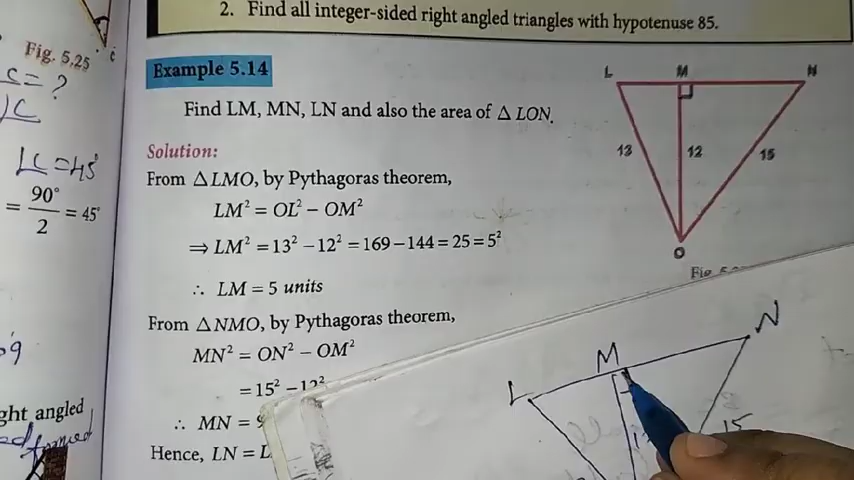 2. Find all integer-sided right angled triangles with hypotenuse 85.
Fig. 5.25
c
C= ?
∠C
∠C = 45°
= 90°/2 = 45°
Example 5.14
Find LM, MN, LN and also the area of △ LON.
Solution:
From △LMO, by Pythagoras theorem,
LM² = OL² − OM²
⇒ LM² = 13² − 12² = 169 − 144 = 25 = 5²
∴ LM = 5 units
From △NMO, by Pythagoras theorem,
MN² = ON² − OM²
= 15² − 12²
∴ MN = 9
Hence, LN = L
L M N
13 12 15
O
Fig
ght angled
M N
L
15